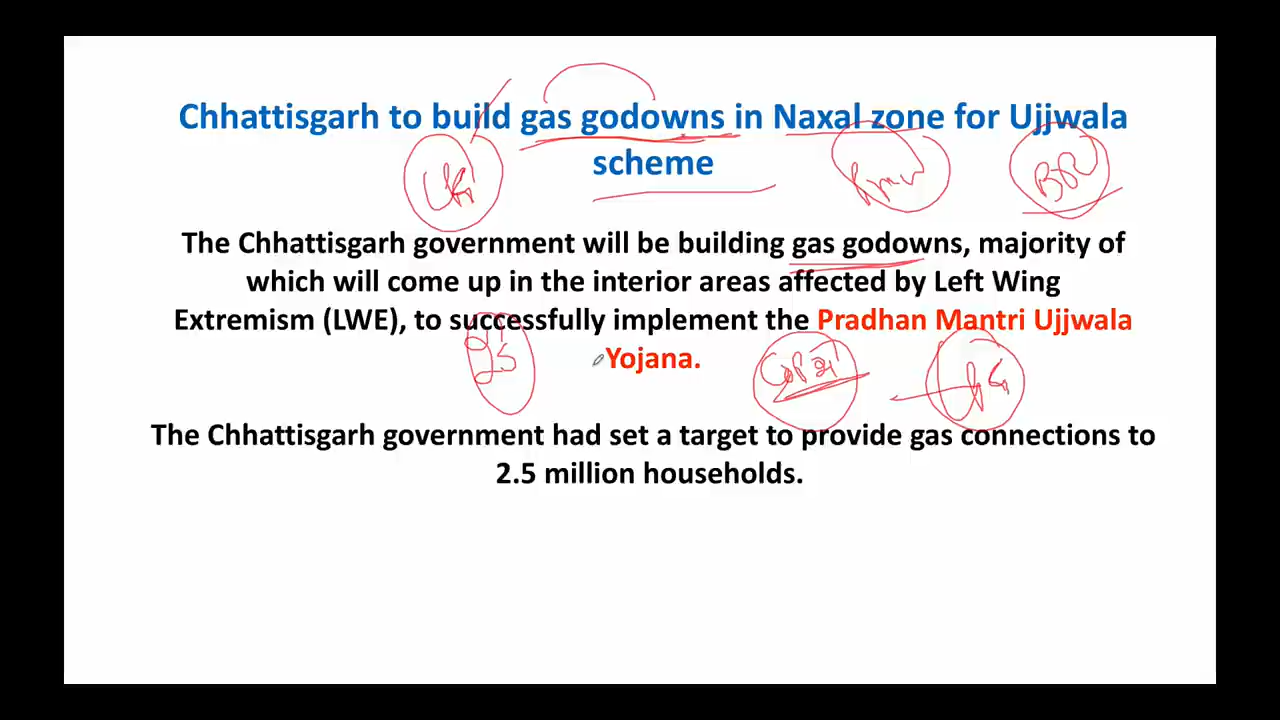 Chhattisgarh to build gas godowns in Naxal zone for Ujjwala
scheme
The Chhattisgarh government will be building gas godowns, majority of
which will come up in the interior areas affected by Left Wing
Extremism (LWE), to successfully implement the Pradhan Mantri Ujjwala
Yojana.
The Chhattisgarh government had set a target to provide gas connections to
2.5 million households.